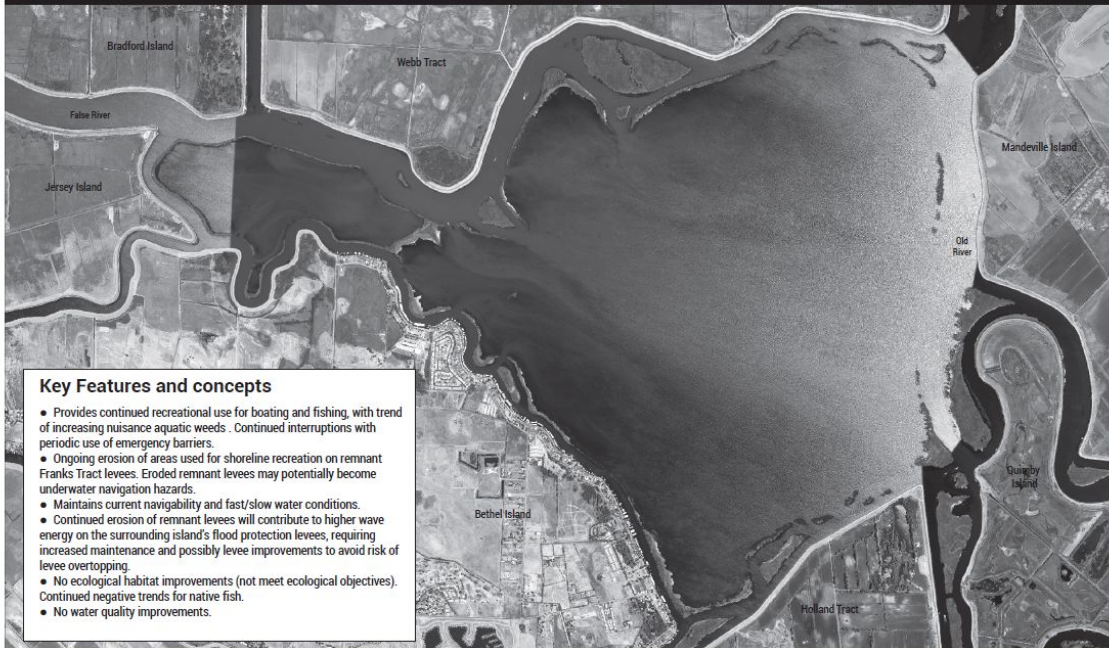 Bradford Island
Webb Tract
False River
Mandeville Island
Jersey Island
Old
River
Key Features and concepts
● Provides continued recreational use for boating and fishing, with trend
of increasing nuisance aquatic weeds . Continued interruptions with
periodic use of emergency barriers.
● Ongoing erosion of areas used for shoreline recreation on remnant
Franks Tract levees. Eroded remnant levees may potentially become
underwater navigation hazards.
● Maintains current navigability and fast/slow water conditions.
● Continued erosion of remnant levees will contribute to higher wave
energy on the surrounding island's flood protection levees, requiring
increased maintenance and possibly levee improvements to avoid risk of
levee overtopping.
● No ecological habitat improvements (not meet ecological objectives).
Continued negative trends for native fish.
● No water quality improvements.
Quimby
Island
Bethel Island
Holland Tract